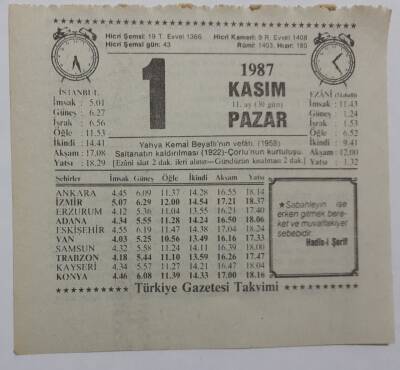 Hicri Şemsi: 19 T. Evvel 1366
Hicri Şemsi gün: 43
Hicri Kameri: 9 R. Evvel 1408
Rûmî: 1403, Hızır: 180
1
1987
KASIM
11. ay (30 gün)
PAZAR
İSTANBUL
İmsak : 5.01
Güneş : 6.27
İşrak : 6.56
Öğle : 11.53
İkindi : 14.41
Akşam : 17.08
Yatsı : 18.29
EZÂNÎ
İmsak : 11.43
Güneş : 1.24
İşrak : 1.53
Öğle : 6.52
İkindi : 9.41
Akşam : 12.00
Yatsı : 1.32
Yahya Kemal Beyatlı'nın vefatı. (1958)
Saltanatın kaldırılması (1922)-Çorlu'nun kurtuluşu.
[Ezânî sâat 2 dak. ileri alınır—Gündüzün kısalması 2 dak.]
Şehirler İmsak Güneş Öğle İkindi Akşam Yatsı
ANKARA 4.45 6.09 11.37 14.28 16.55 18.14
İZMİR 5.07 6.29 12.00 14.54 17.21 18.37
ERZURUM 4.12 5.36 11.04 13.55 16.21 17.40
ADANA 4.34 5.55 11.28 14.24 16.50 18.06
ESKİŞEHİR 4.55 6.19 11.47 14.38 17.04 18.24
VAN 4.03 5.25 10.56 13.49 16.16 17.33
SAMSUN 4.32 5.58 11.24 14.11 16.39 18.00
TRABZON 4.18 5.44 11.10 13.59 16.26 17.47
KAYSERİ 4.34 5.57 11.27 14.21 16.47 18.04
KONYA 4.46 6.08 11.39 14.33 17.00 18.16
★Sabahleyin işe
erken gitmek bere-
ket ve muvaffakiyet
sebebidir.
Hadis-i Şerif
★★★★★★★★★★ Türkiye Gazetesi Takvimi ★★★★★★★★★★